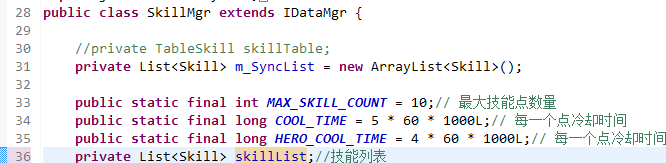 28 public class SkillMgr extends IDataMgr {
29
30 //private TableSkill skillTable;
31 private List<Skill> m_SyncList = new ArrayList<Skill>();
32
33 public static final int MAX_SKILL_COUNT = 10;// 最大技能点数量
34 public static final long COOL_TIME = 5 * 60 * 1000L;// 每一个点冷却时间
35 public static final long HERO_COOL_TIME = 4 * 60 * 1000L;// 每一个点冷却时间
36 private List<Skill> skillList;//技能列表